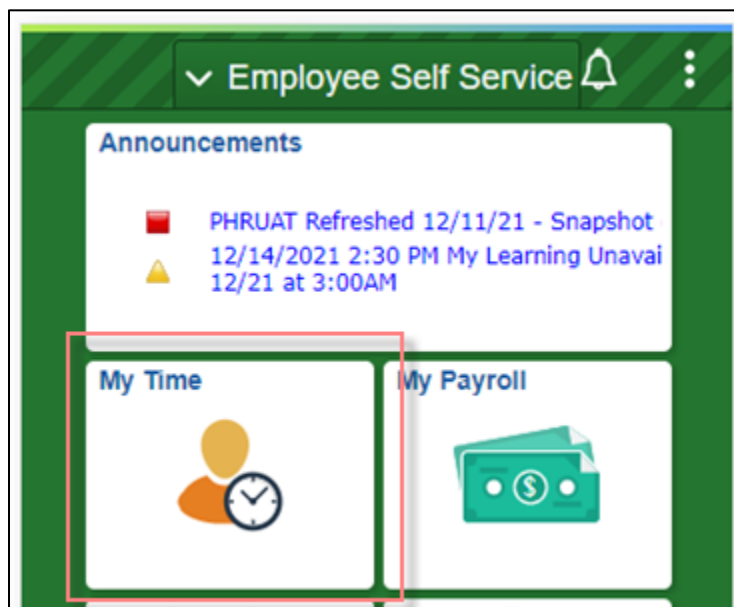 Employee Self Service
Announcements
PHRUAT Refreshed 12/11/21 - Snapshot
12/14/2021 2:30 PM My Learning Unavai
12/21 at 3:00AM
My Time
My Payroll
$